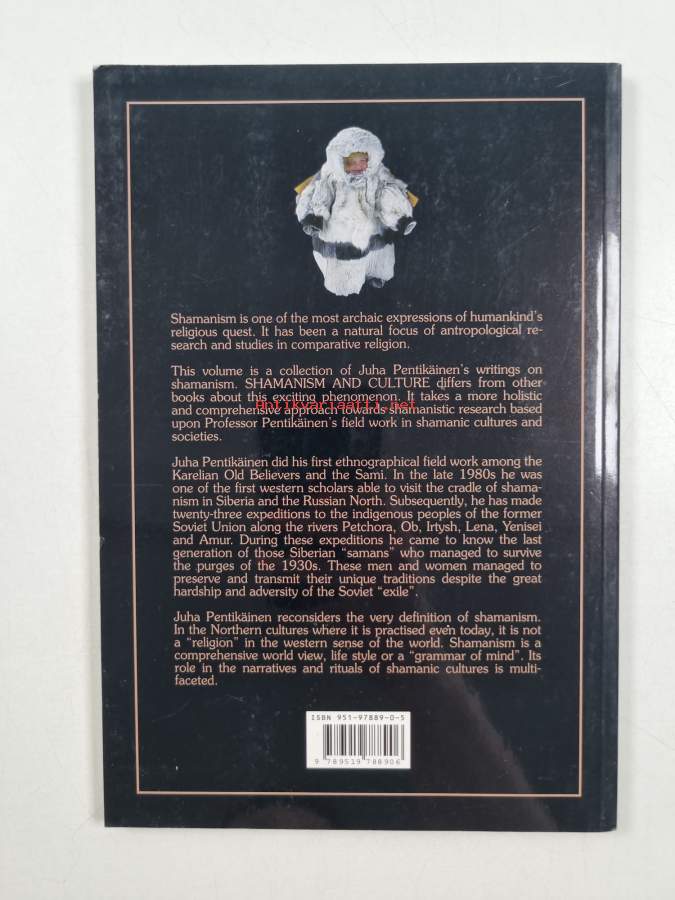 Shamanism is one of the most archaic expressions of humankind's
religious quest. It has been a natural focus of antropological re-
search and studies in comparative religion.
This volume is a collection of Juha Pentikäinen's writings on
shamanism. SHAMANISM AND CULTURE differs from other
books about this exciting phenomenon. It takes a more holistic
Antikvariaatti.net
and comprehensive approach towards shamanistic research based
upon Professor Pentikäinen's field work in shamanic cultures and
societies.
Juha Pentikäinen did his first ethnographical field work among the
Karelian Old Believers and the Sami. In the late 1980s he was
one of the first western scholars able to visit the cradle of shama-
nism in Siberia and the Russian North. Subsequently, he has made
twenty-three expeditions to the indigenous peoples of the former
Soviet Union along the rivers Petchora, Ob, Irtysh, Lena, Yenisei
and Amur. During these expeditions he came to know the last
generation of those Siberian "samans" who managed to survive
the purges of the 1930s. These men and women managed to
preserve and transmit their unique traditions despite the great
hardship and adversity of the Soviet "exile".
Juha Pentikäinen reconsiders the very definition of shamanism.
In the Northern cultures where it is practised even today, it is not
a "religion" in the western sense of the world. Shamanism is a
comprehensive world view, life style or a "grammar of mind". Its
role in the narratives and rituals of shamanic cultures is multi-
faceted.
ISBN 951-97889-0-5
9 789519 788906